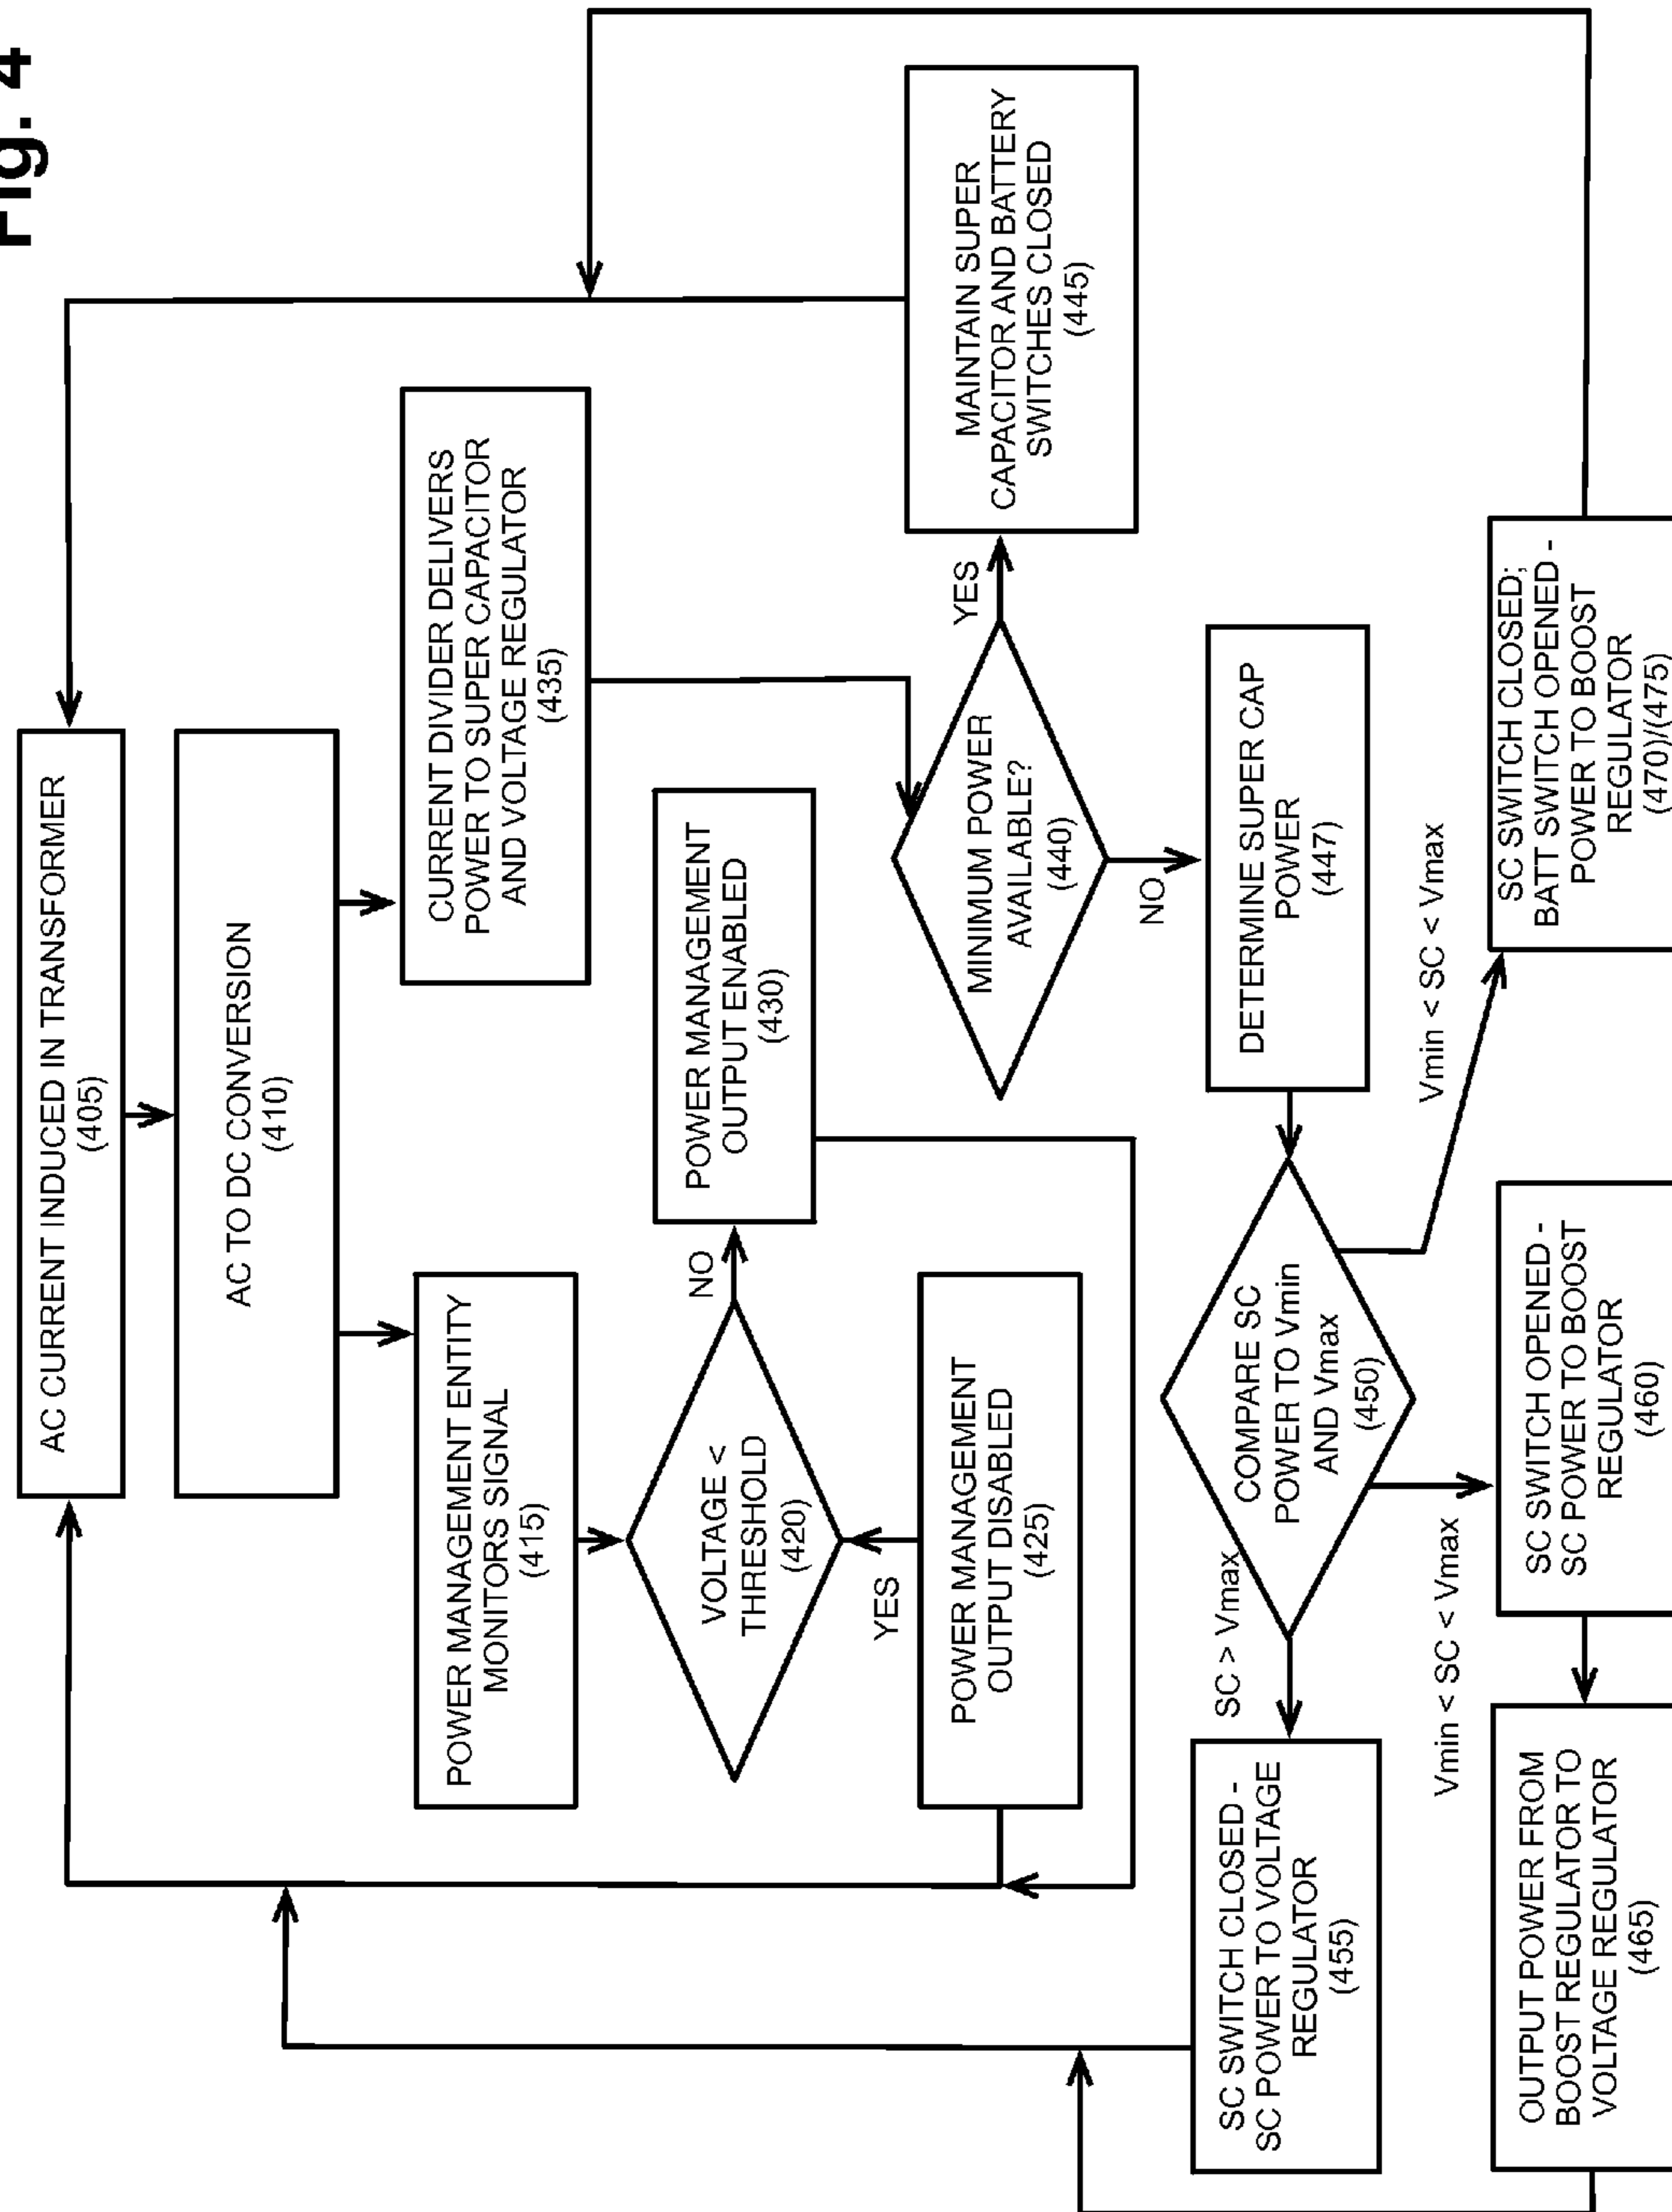 Fig. 4
AC CURRENT INDUCED IN TRANSFORMER
(405)
AC TO DC CONVERSION
(410)
POWER MANAGEMENT ENTITY
MONITORS SIGNAL
(415)
CURRENT DIVIDER DELIVERS
POWER TO SUPER CAPACITOR
AND VOLTAGE REGULATOR
(435)
VOLTAGE <
THRESHOLD
(420)
NO
POWER MANAGEMENT
OUTPUT ENABLED
(430)
YES
POWER MANAGEMENT
OUTPUT DISABLED
(425)
MINIMUM POWER
AVAILABLE?
(440)
YES
MAINTAIN SUPER
CAPACITOR AND BATTERY
SWITCHES CLOSED
(445)
NO
DETERMINE SUPER CAP
POWER
(447)
COMPARE SC
POWER TO Vmin
AND Vmax
(450)
SC > Vmax
SC SWITCH CLOSED -
SC POWER TO VOLTAGE
REGULATOR
(455)
Vmin < SC < Vmax
SC SWITCH OPENED -
SC POWER TO BOOST
REGULATOR
(460)
OUTPUT POWER FROM
BOOST REGULATOR TO
VOLTAGE REGULATOR
(465)
Vmin < SC < Vmax
SC SWITCH CLOSED;
BATT SWITCH OPENED -
POWER TO BOOST
REGULATOR
(470)/(475)